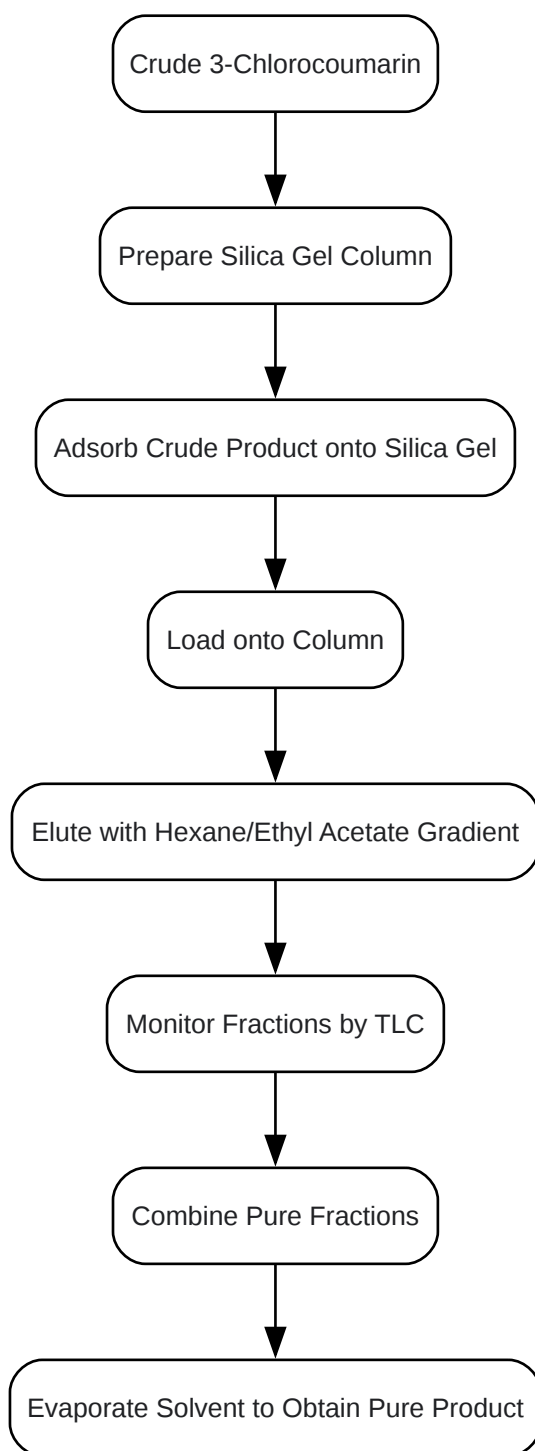 Crude 3-Chlorocoumarin
Prepare Silica Gel Column
Adsorb Crude Product onto Silica Gel
Load onto Column
Elute with Hexane/Ethyl Acetate Gradient
Monitor Fractions by TLC
Combine Pure Fractions
Evaporate Solvent to Obtain Pure Product